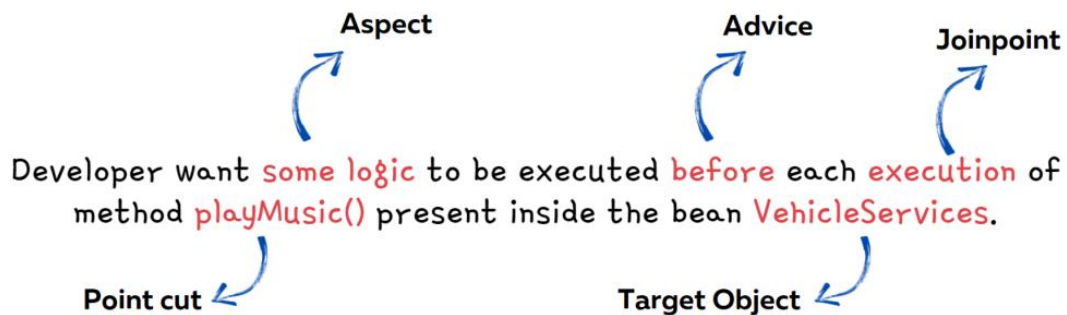 Aspect
Advice
Joinpoint
Developer want some logic to be executed before each execution of
method playMusic() present inside the bean VehicleServices.
Point cut
Target Object